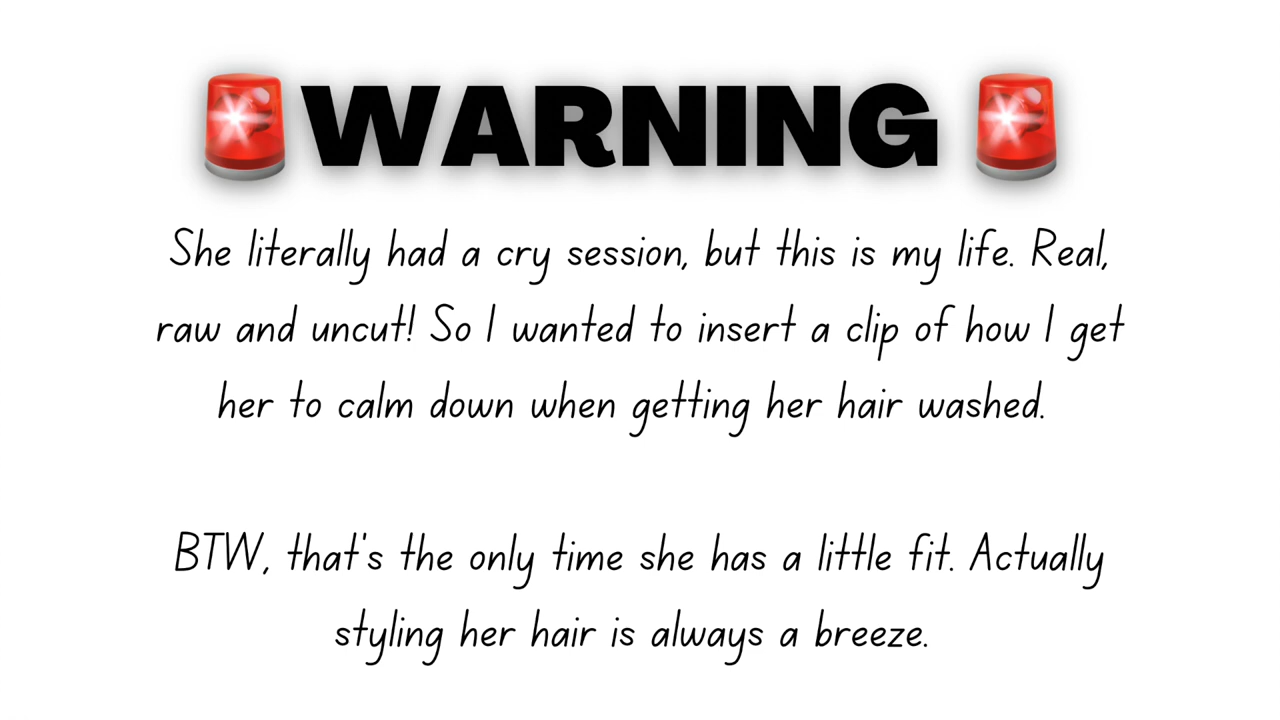 🚨WARNING🚨
She literally had a cry session, but this is my life. Real,
raw and uncut! So I wanted to insert a clip of how I get
her to calm down when getting her hair washed.
BTW, that's the only time she has a little fit. Actually
styling her hair is always a breeze.